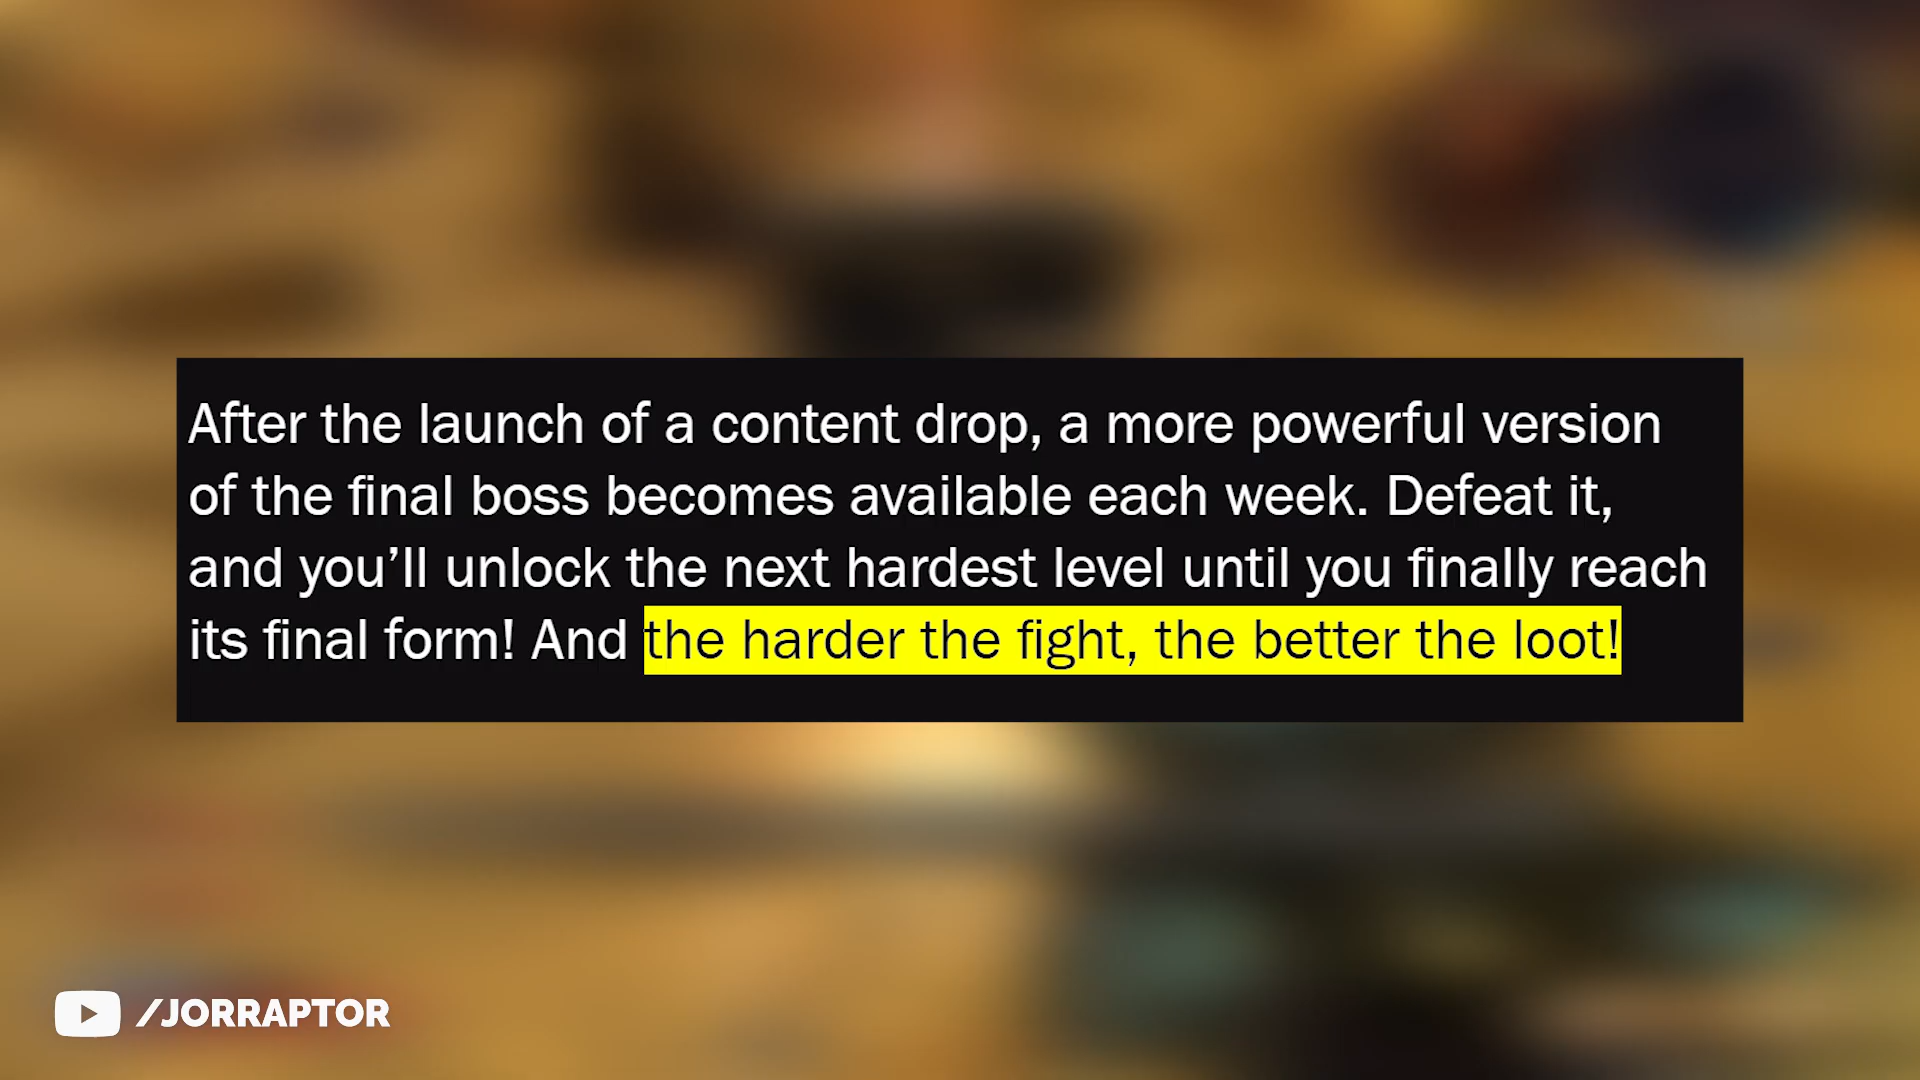 After the launch of a content drop, a more powerful version
of the final boss becomes available each week. Defeat it,
and you’ll unlock the next hardest level until you finally reach
its final form! And the harder the fight, the better the loot!
/JORRAPTOR